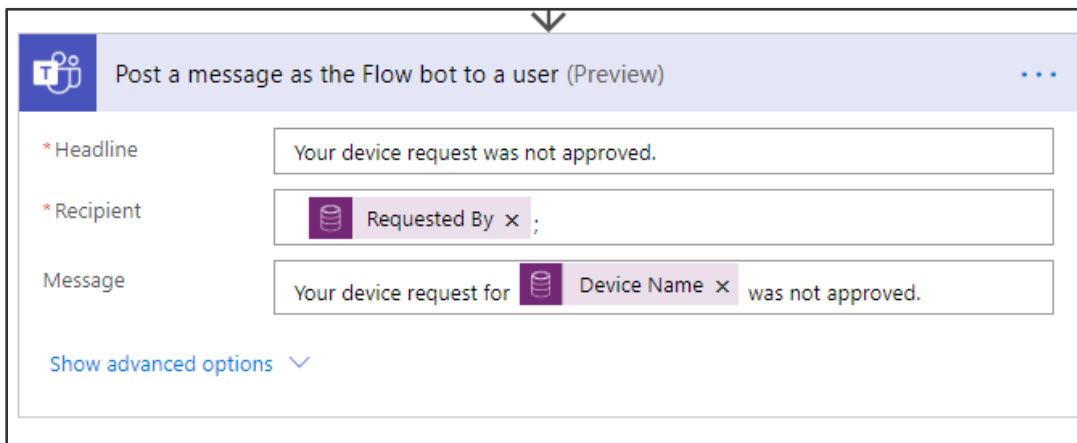 Post a message as the Flow bot to a user (Preview)
* Headline
Your device request was not approved.
* Recipient
Requested By × ;
Message
Your device request for Device Name × was not approved.
Show advanced options